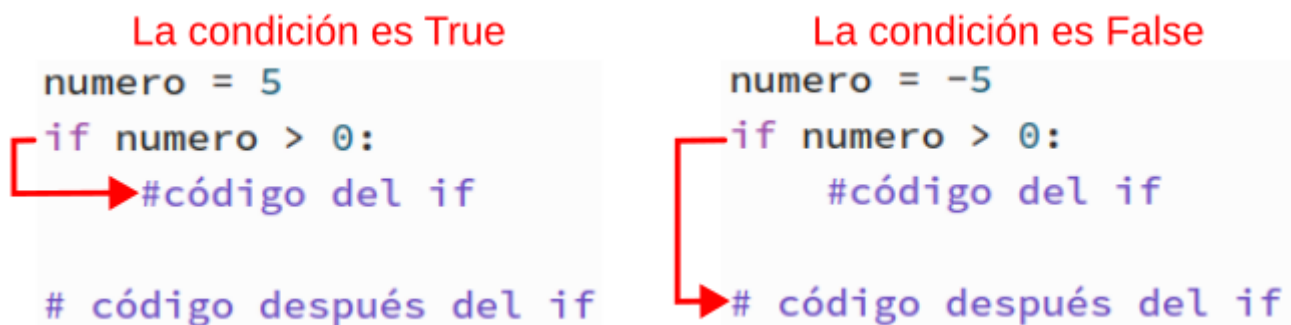 La condición es True
numero = 5
if numero > 0:
#código del if
# código después del if
La condición es False
numero = -5
if numero > 0:
#código del if
# código después del if